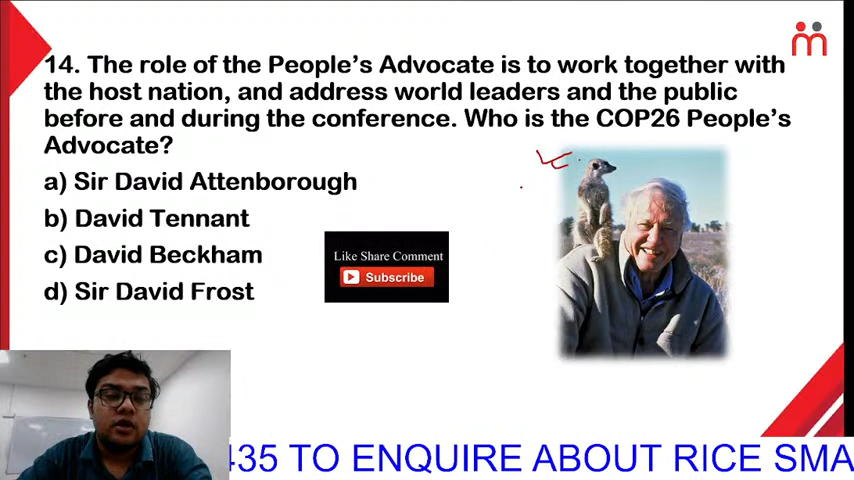 14. The role of the People's Advocate is to work together with
the host nation, and address world leaders and the public
before and during the conference. Who is the COP26 People's
Advocate?
a) Sir David Attenborough
b) David Tennant
c) David Beckham
d) Sir David Frost
Like Share Comment
Subscribe
435 TO ENQUIRE ABOUT RICE SMA